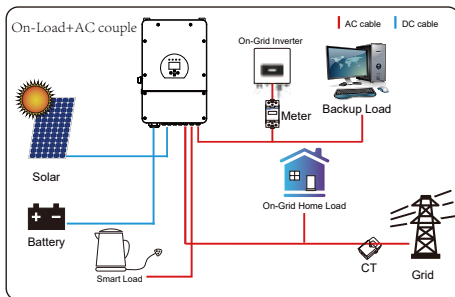 On-Load+AC couple
AC cable
DC cable
On-Grid Inverter
Meter
Backup Load
Solar
On-Grid Home Load
Battery
Smart Load
CT
Grid